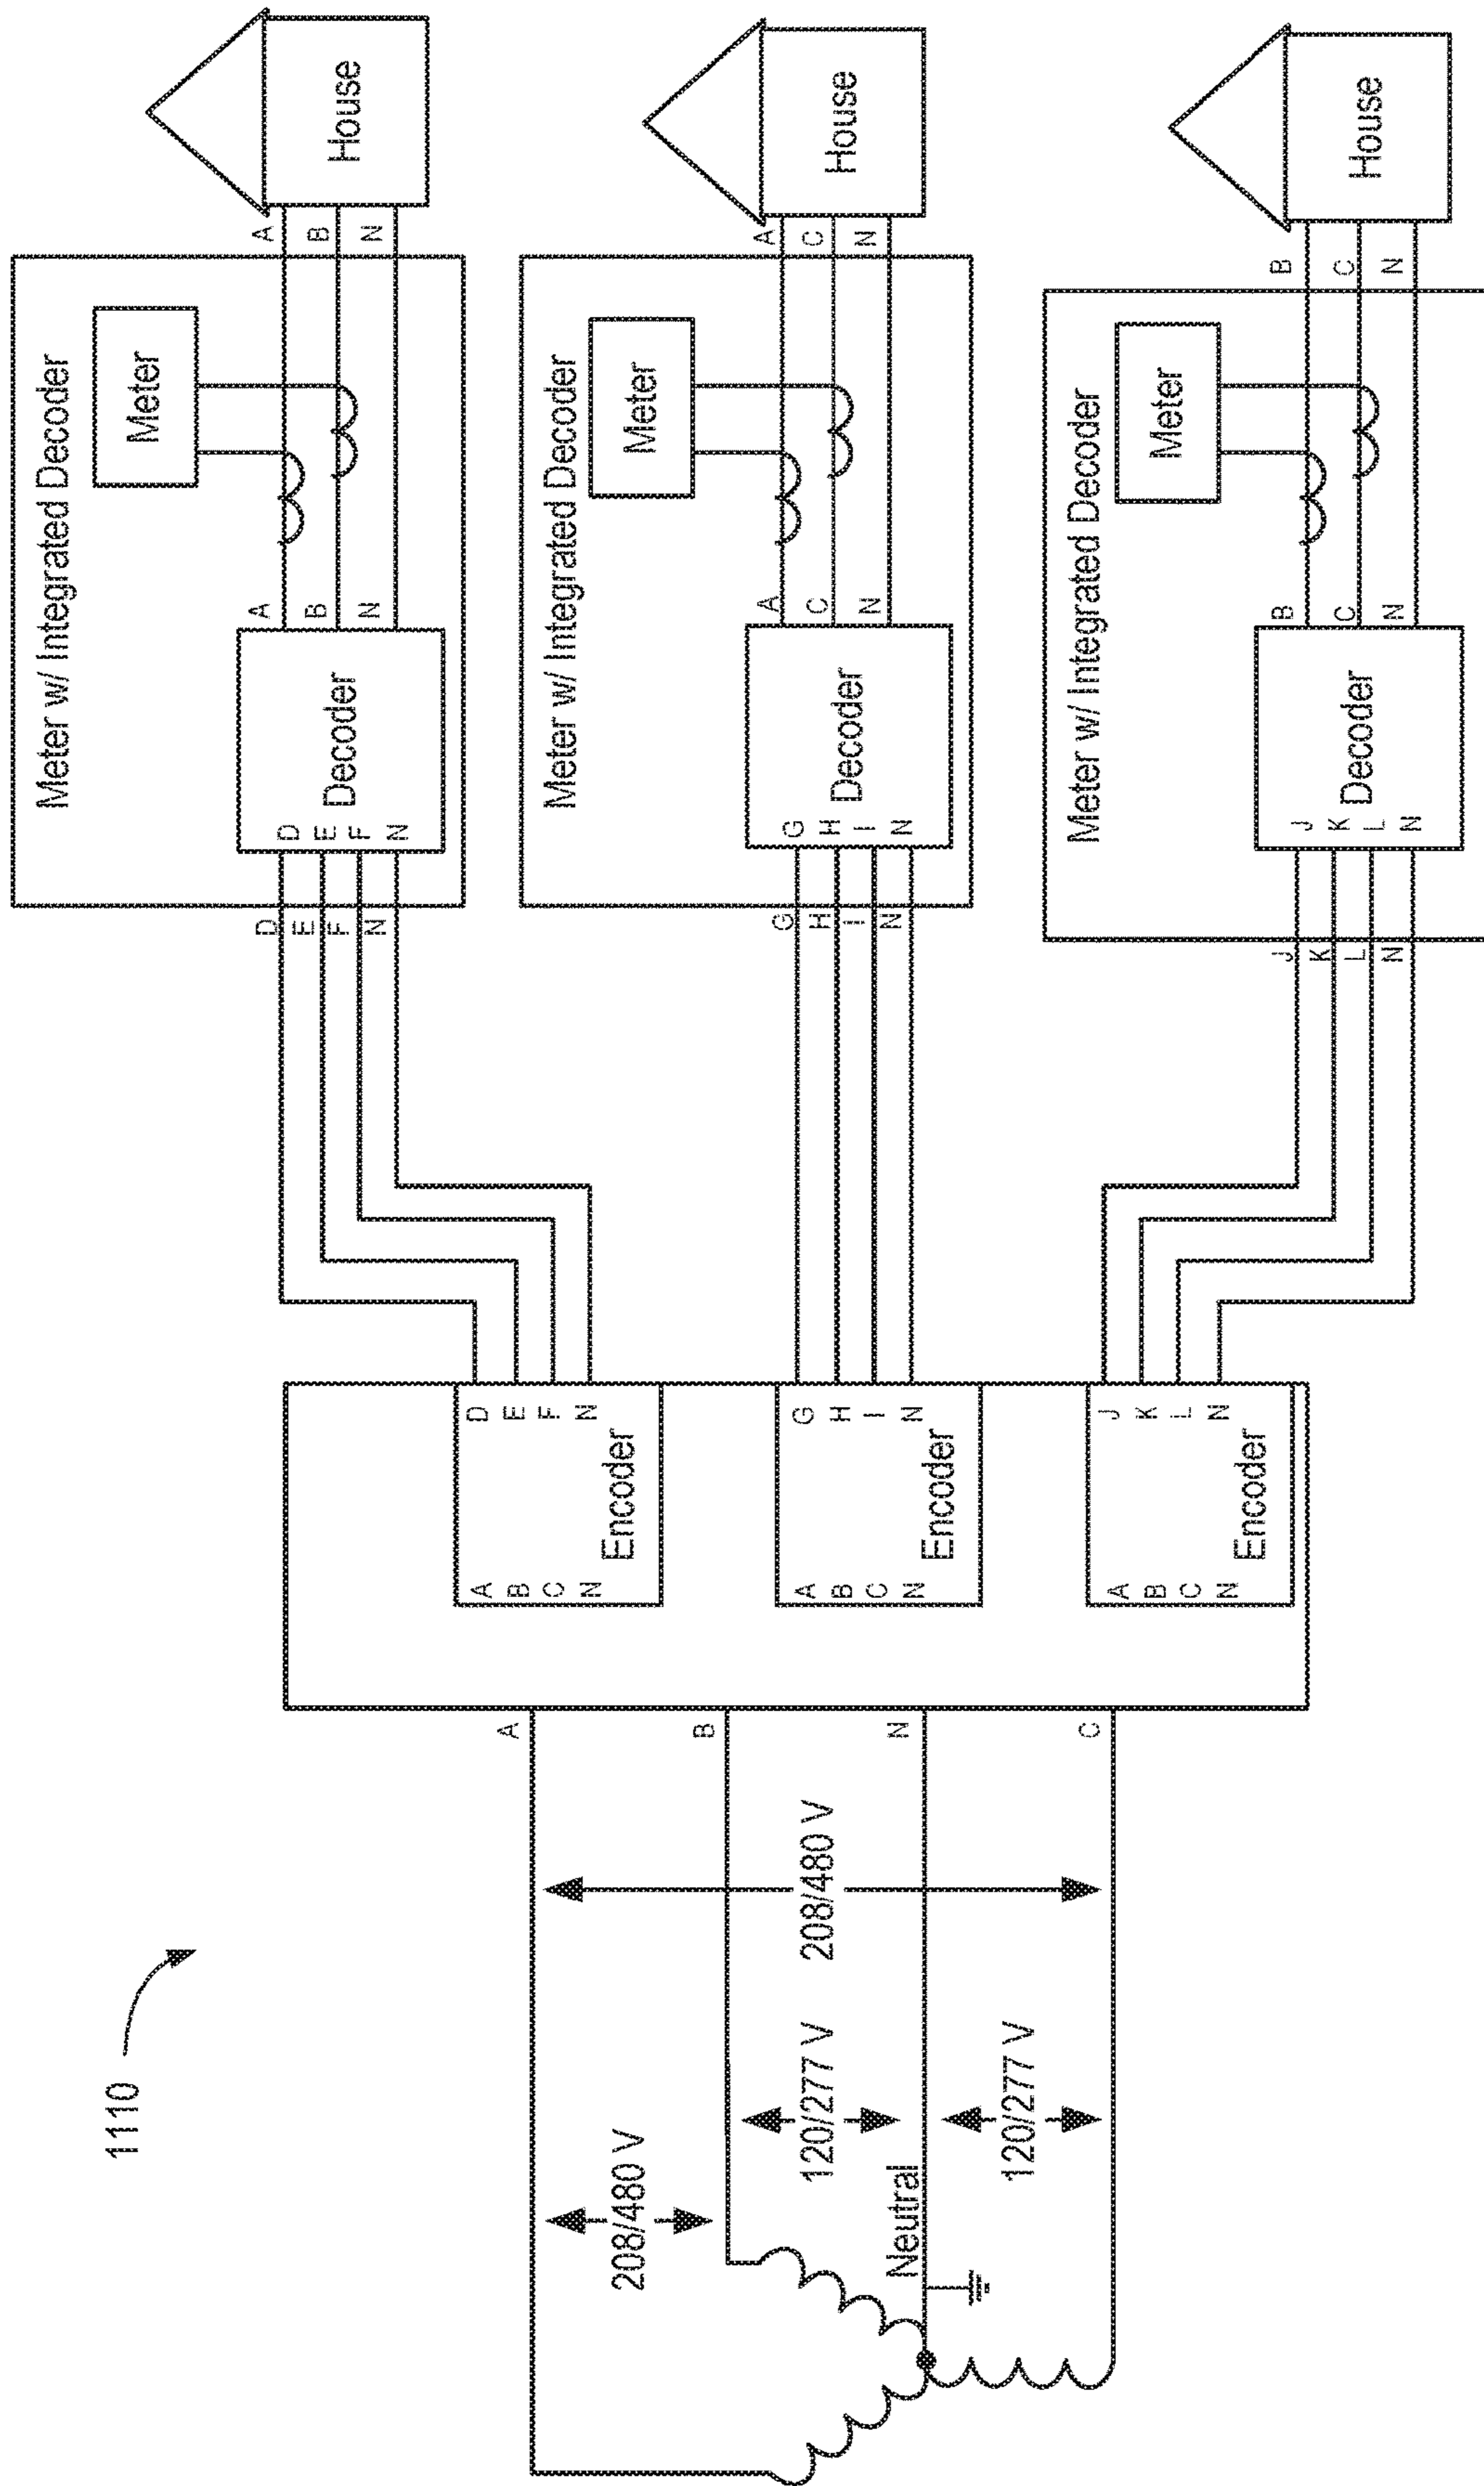 1110
208/480 V
120/277 V
120/277 V
208/480 V
Neutral
A
B
N
C
A
B
C
N
Encoder
D
E
F
N
A
B
C
N
Encoder
G
H
I
N
A
B
C
N
Encoder
J
K
L
N
D
E
F
N
Meter w/ Integrated Decoder
D
E
F
N
Decoder
A
B
N
Meter
A
B
N
House
G
H
I
N
Meter w/ Integrated Decoder
G
H
I
N
Decoder
A
C
N
Meter
A
C
N
House
J
K
L
N
Meter w/ Integrated Decoder
J
K
L
N
Decoder
B
C
N
Meter
B
C
N
House